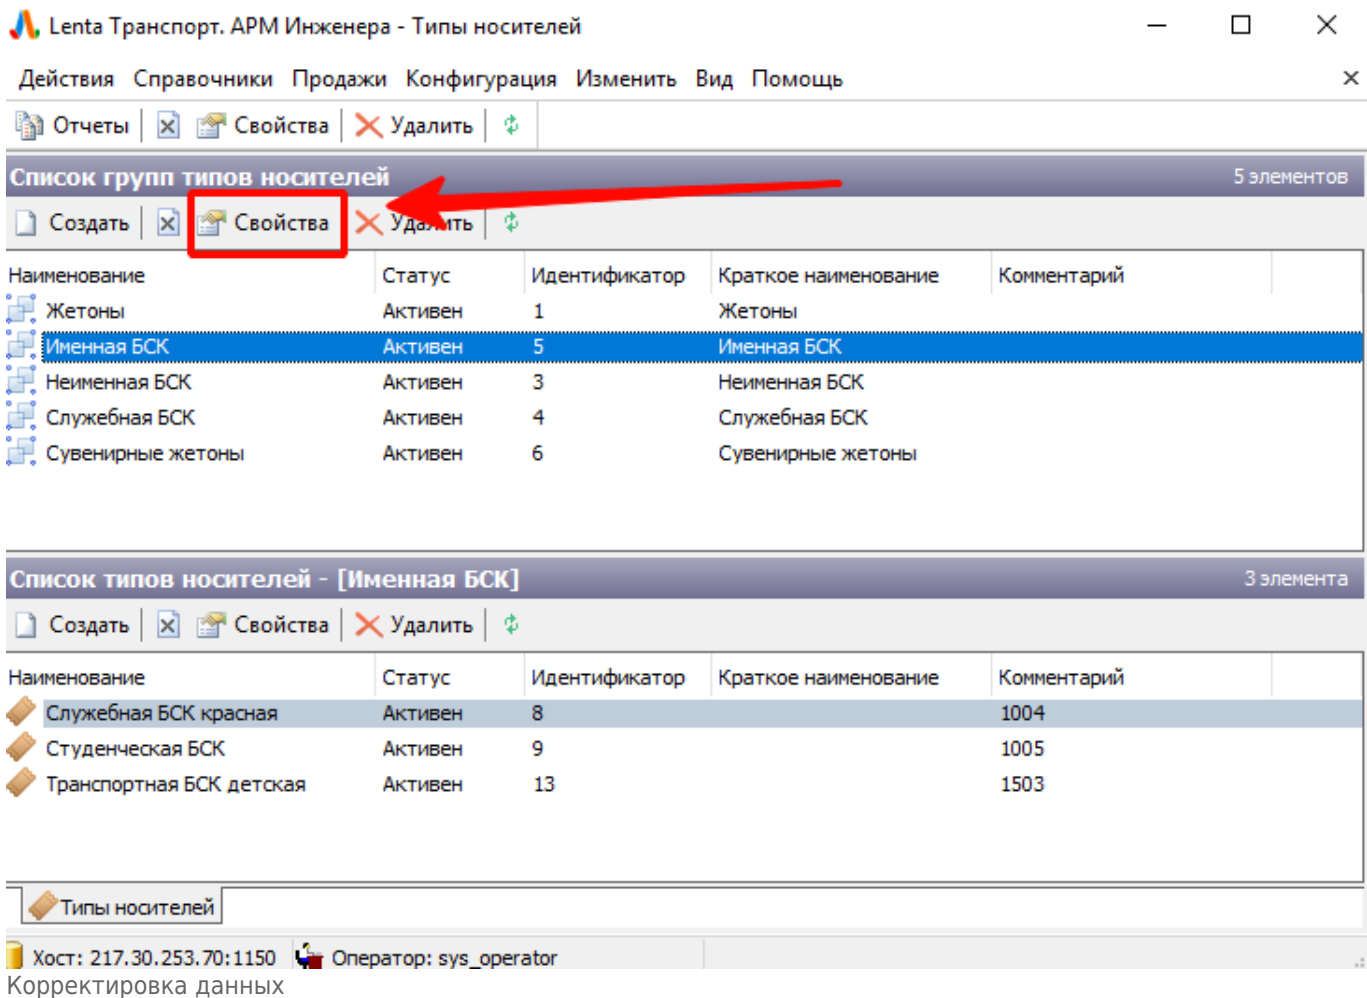 Lenta Транспорт. АРМ Инженера - Типы носителей
Действия Справочники Продажи Конфигурация Изменить Вид Помощь
Отчеты Свойства Удалить
Список групп типов носителей 5 элементов
Создать Свойства Удалить
Наименование Статус Идентификатор Краткое наименование Комментарий
Жетоны Активен 1 Жетоны
Именная БСК Активен 5 Именная БСК
Неименная БСК Активен 3 Неименная БСК
Служебная БСК Активен 4 Служебная БСК
Сувенирные жетоны Активен 6 Сувенирные жетоны
Список типов носителей - [Именная БСК] 3 элемента
Создать Свойства Удалить
Наименование Статус Идентификатор Краткое наименование Комментарий
Служебная БСК красная Активен 8 1004
Студенческая БСК Активен 9 1005
Транспортная БСК детская Активен 13 1503
Типы носителей
Хост: 217.30.253.70:1150 Оператор: sys_operator
Корректировка данных